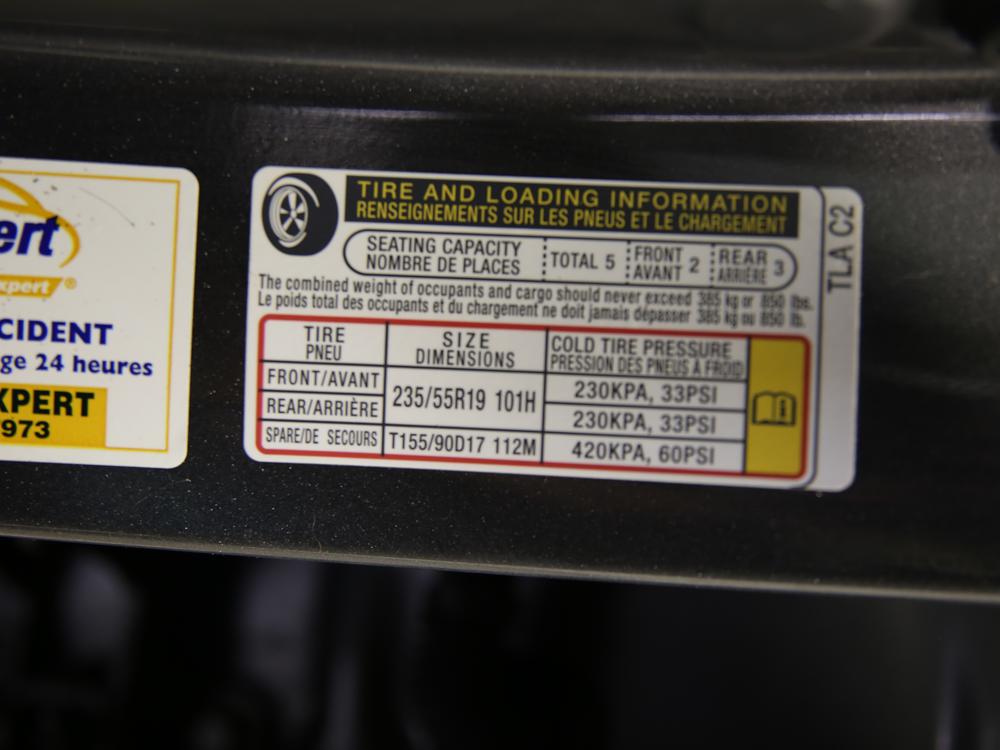 ert
xpert ®
CIDENT
ge 24 heures
XPERT
973
TIRE AND LOADING INFORMATION
RENSEIGNEMENTS SUR LES PNEUS ET LE CHARGEMENT
SEATING CAPACITY
NOMBRE DE PLACES
TOTAL 5
FRONT
AVANT 2
REAR
ARRIÈRE 3
The combined weight of occupants and cargo should never exceed 385 kg or 850 lbs.
Le poids total des occupants et du chargement ne doit jamais dépasser 385 kg ou 850 lb.
TIRE
PNEU
SIZE
DIMENSIONS
COLD TIRE PRESSURE
PRESSION DES PNEUS À FROID
FRONT/AVANT
235/55R19 101H
230KPA, 33PSI
REAR/ARRIÈRE
230KPA, 33PSI
SPARE/DE SECOURS
T155/90D17 112M
420KPA, 60PSI
TLA C2